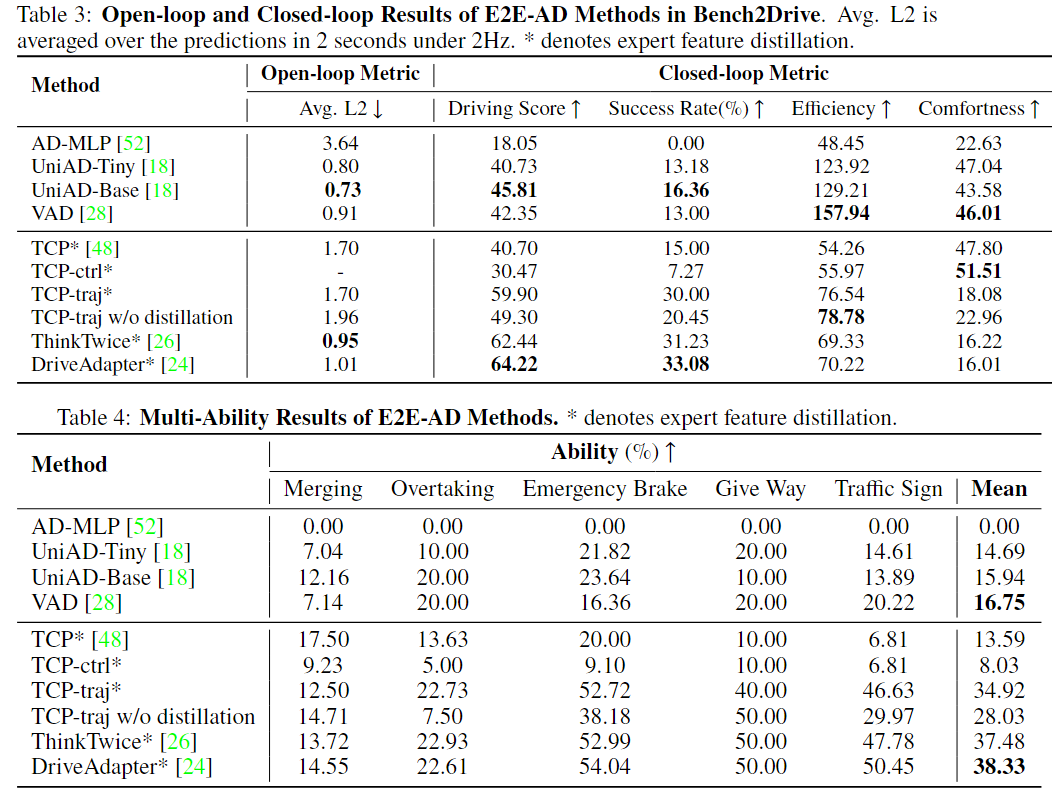 Table 3: Open-loop and Closed-loop Results of E2E-AD Methods in Bench2Drive. Avg. L2 is
averaged over the predictions in 2 seconds under 2Hz. * denotes expert feature distillation.
Method Open-loop Metric Closed-loop Metric
Avg. L2 ↓ Driving Score ↑ Success Rate(%) ↑ Efficiency ↑ Comfortness ↑
AD-MLP [52] 3.64 18.05 0.00 48.45 22.63
UniAD-Tiny [18] 0.80 40.73 13.18 123.92 47.04
UniAD-Base [18] 0.73 45.81 16.36 129.21 43.58
VAD [28] 0.91 42.35 13.00 157.94 46.01
TCP* [48] 1.70 40.70 15.00 54.26 47.80
TCP-ctrl* - 30.47 7.27 55.97 51.51
TCP-traj* 1.70 59.90 30.00 76.54 18.08
TCP-traj w/o distillation 1.96 49.30 20.45 78.78 22.96
ThinkTwice* [26] 0.95 62.44 31.23 69.33 16.22
DriveAdapter* [24] 1.01 64.22 33.08 70.22 16.01
Table 4: Multi-Ability Results of E2E-AD Methods. * denotes expert feature distillation.
Method Ability (%) ↑
Merging Overtaking Emergency Brake Give Way Traffic Sign Mean
AD-MLP [52] 0.00 0.00 0.00 0.00 0.00 0.00
UniAD-Tiny [18] 7.04 10.00 21.82 20.00 14.61 14.69
UniAD-Base [18] 12.16 20.00 23.64 10.00 13.89 15.94
VAD [28] 7.14 20.00 16.36 20.00 20.22 16.75
TCP* [48] 17.50 13.63 20.00 10.00 6.81 13.59
TCP-ctrl* 9.23 5.00 9.10 10.00 6.81 8.03
TCP-traj* 12.50 22.73 52.72 40.00 46.63 34.92
TCP-traj w/o distillation 14.71 7.50 38.18 50.00 29.97 28.03
ThinkTwice* [26] 13.72 22.93 52.99 50.00 47.78 37.48
DriveAdapter* [24] 14.55 22.61 54.04 50.00 50.45 38.33